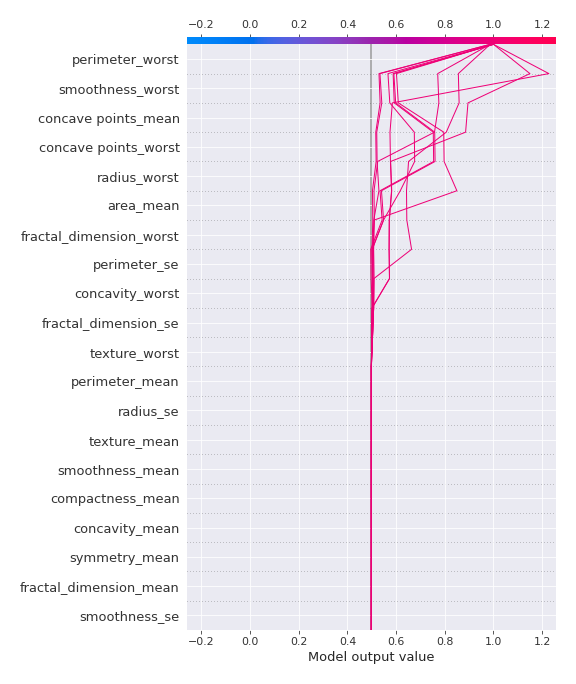 −0.2 0.0 0.2 0.4 0.6 0.8 1.0 1.2
perimeter_worst
smoothness_worst
concave points_mean
concave points_worst
radius_worst
area_mean
fractal_dimension_worst
perimeter_se
concavity_worst
fractal_dimension_se
texture_worst
perimeter_mean
radius_se
texture_mean
smoothness_mean
compactness_mean
concavity_mean
symmetry_mean
fractal_dimension_mean
smoothness_se
−0.2 0.0 0.2 0.4 0.6 0.8 1.0 1.2
Model output value